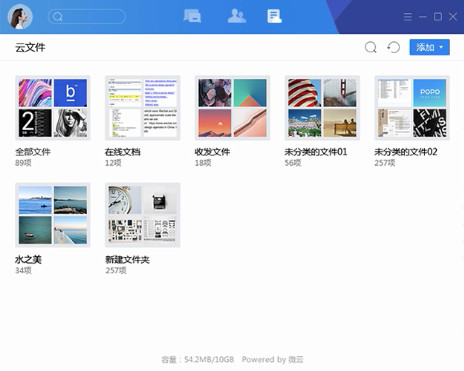 云文件
添加
全部文件
89项
在线文档
12项
收发文件
18项
未分类的文件01
56项
未分类的文件02
257项
水之美
34项
新建文件夹
257项
POPO
容量：54.2MB/10GB Powered by 微云